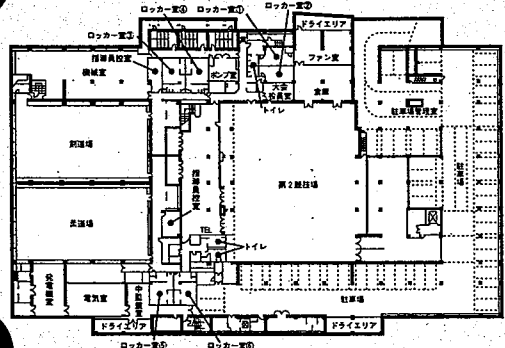 ロッカー室④
ロッカー室①
ロッカー室②
ロッカー室③
ドライエリア
指導員控室
機械室
ポンプ室
ファン室
大会役員室
倉庫
トイレ
駐車場管理室
剣道場
駐車場
第2競技場
指導員控室
柔道場
TEL
トイレ
電気室
中監視室
駐車場
ドライエリア
ドライエリア
ロッカー室⑤
ロッカー室⑥